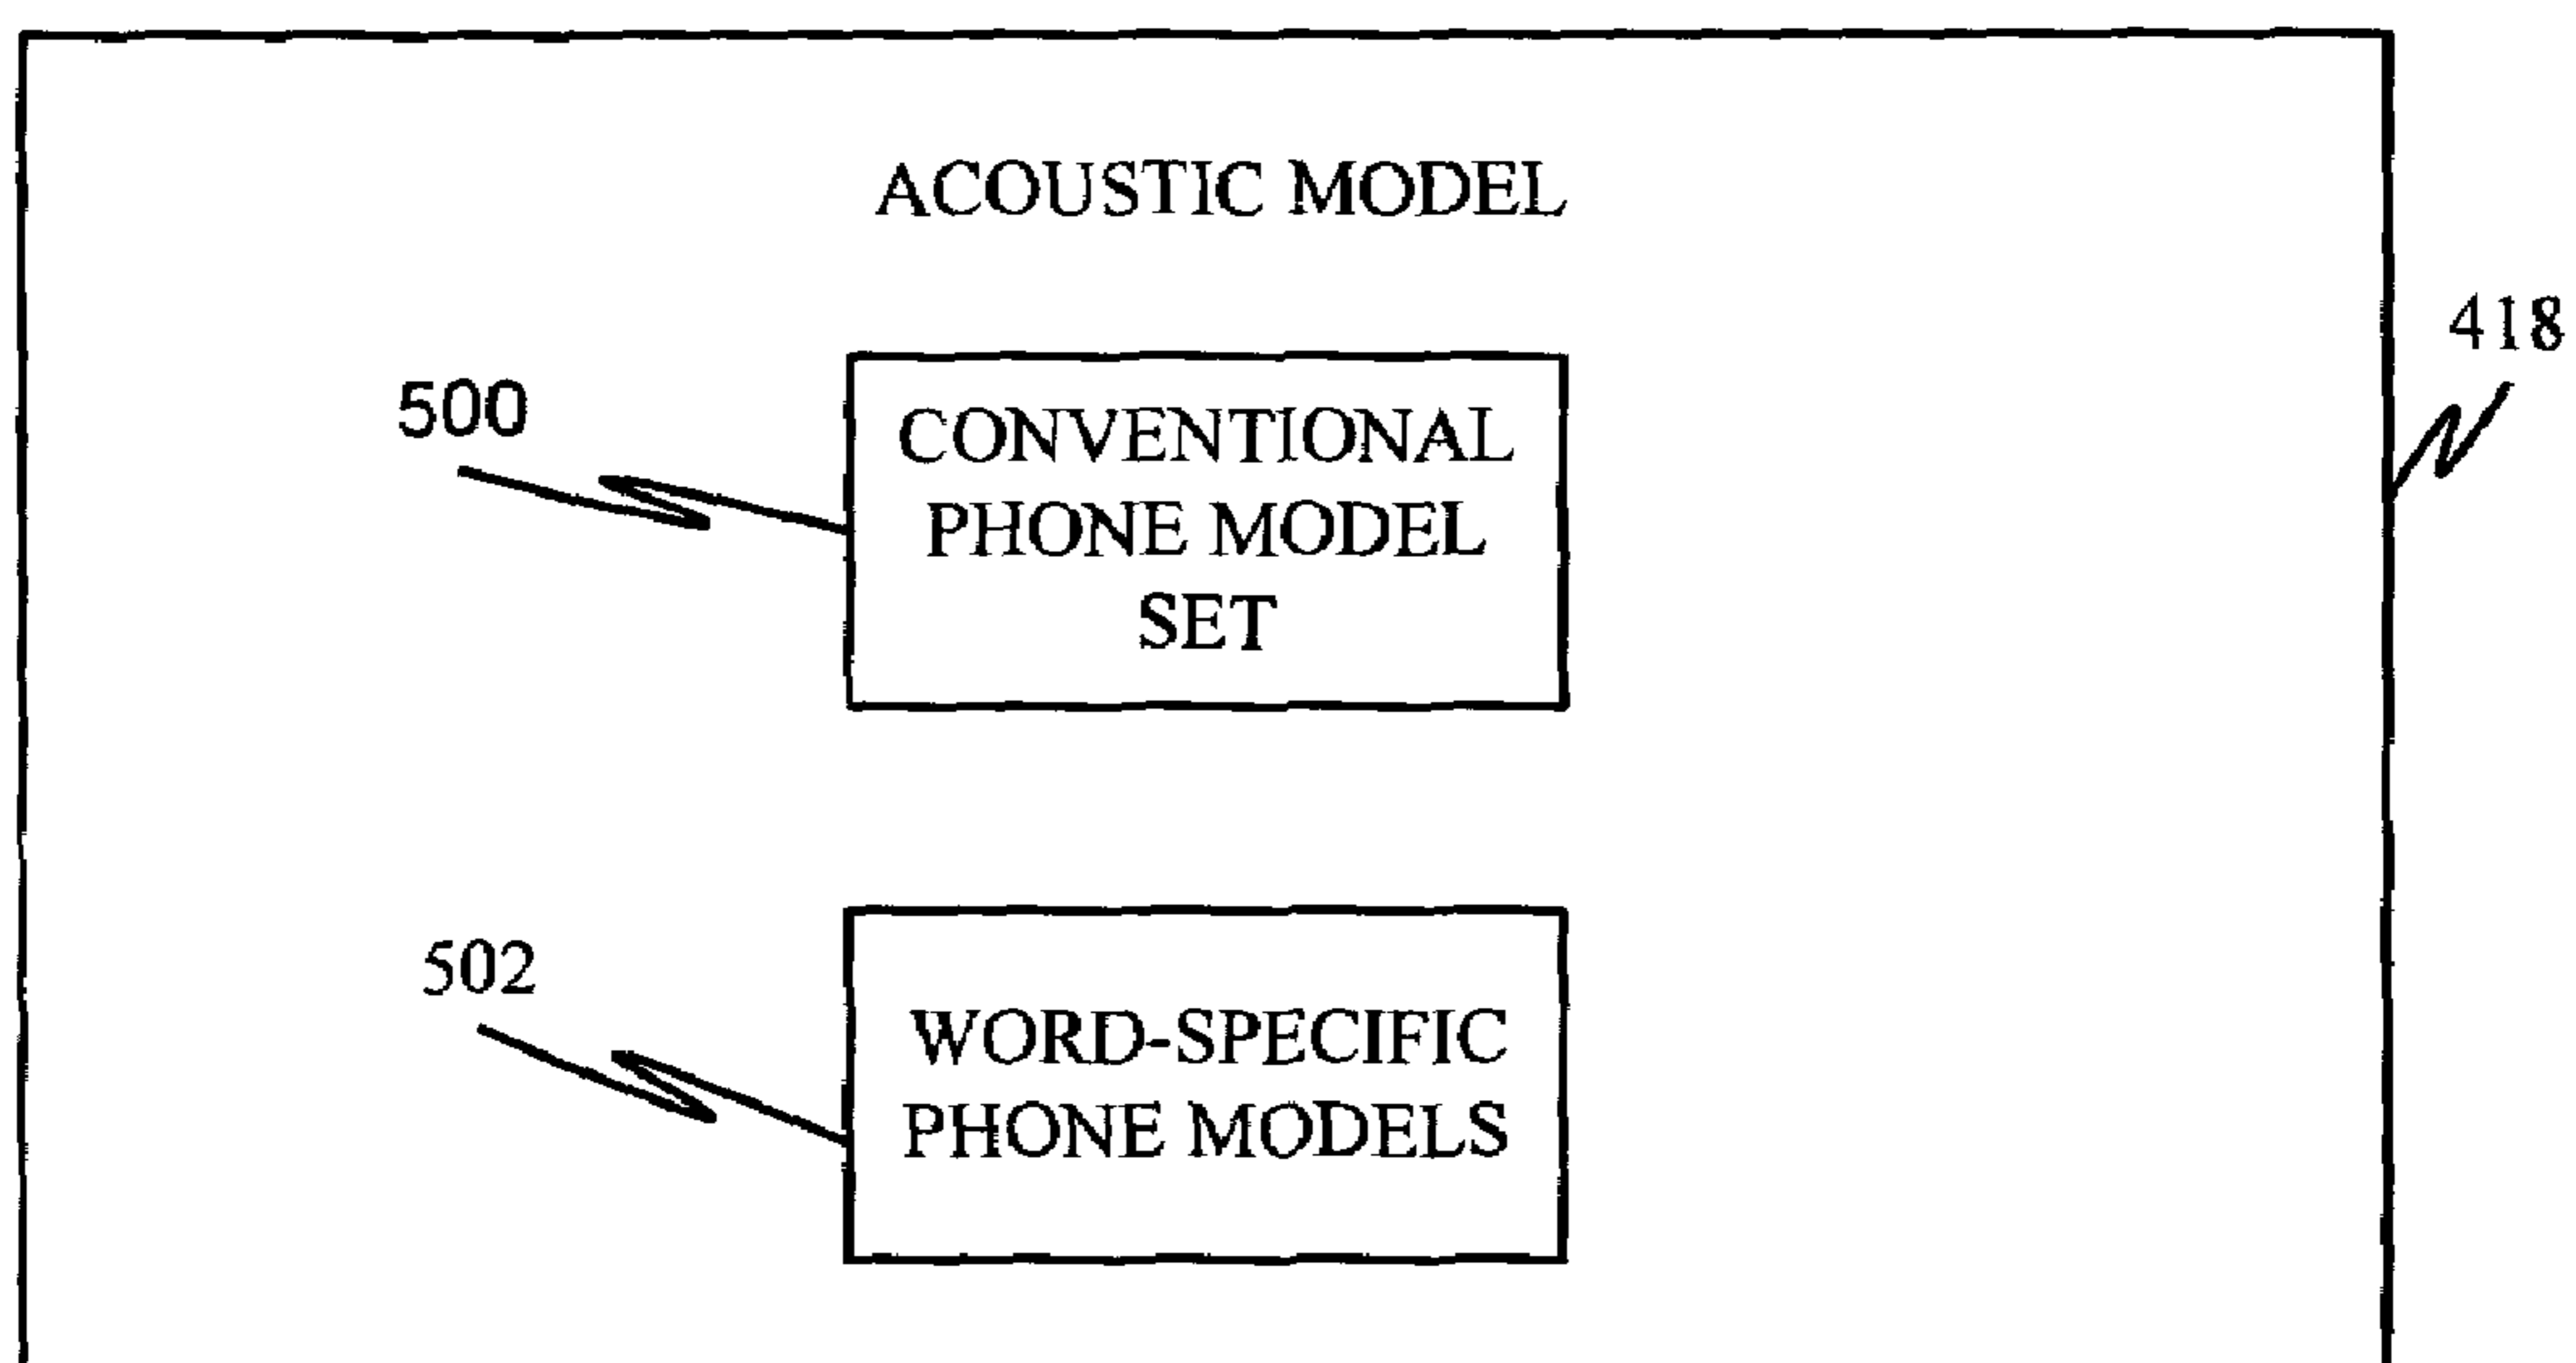 ACOUSTIC MODEL
418
500
CONVENTIONAL
PHONE MODEL
SET
502
WORD-SPECIFIC
PHONE MODELS